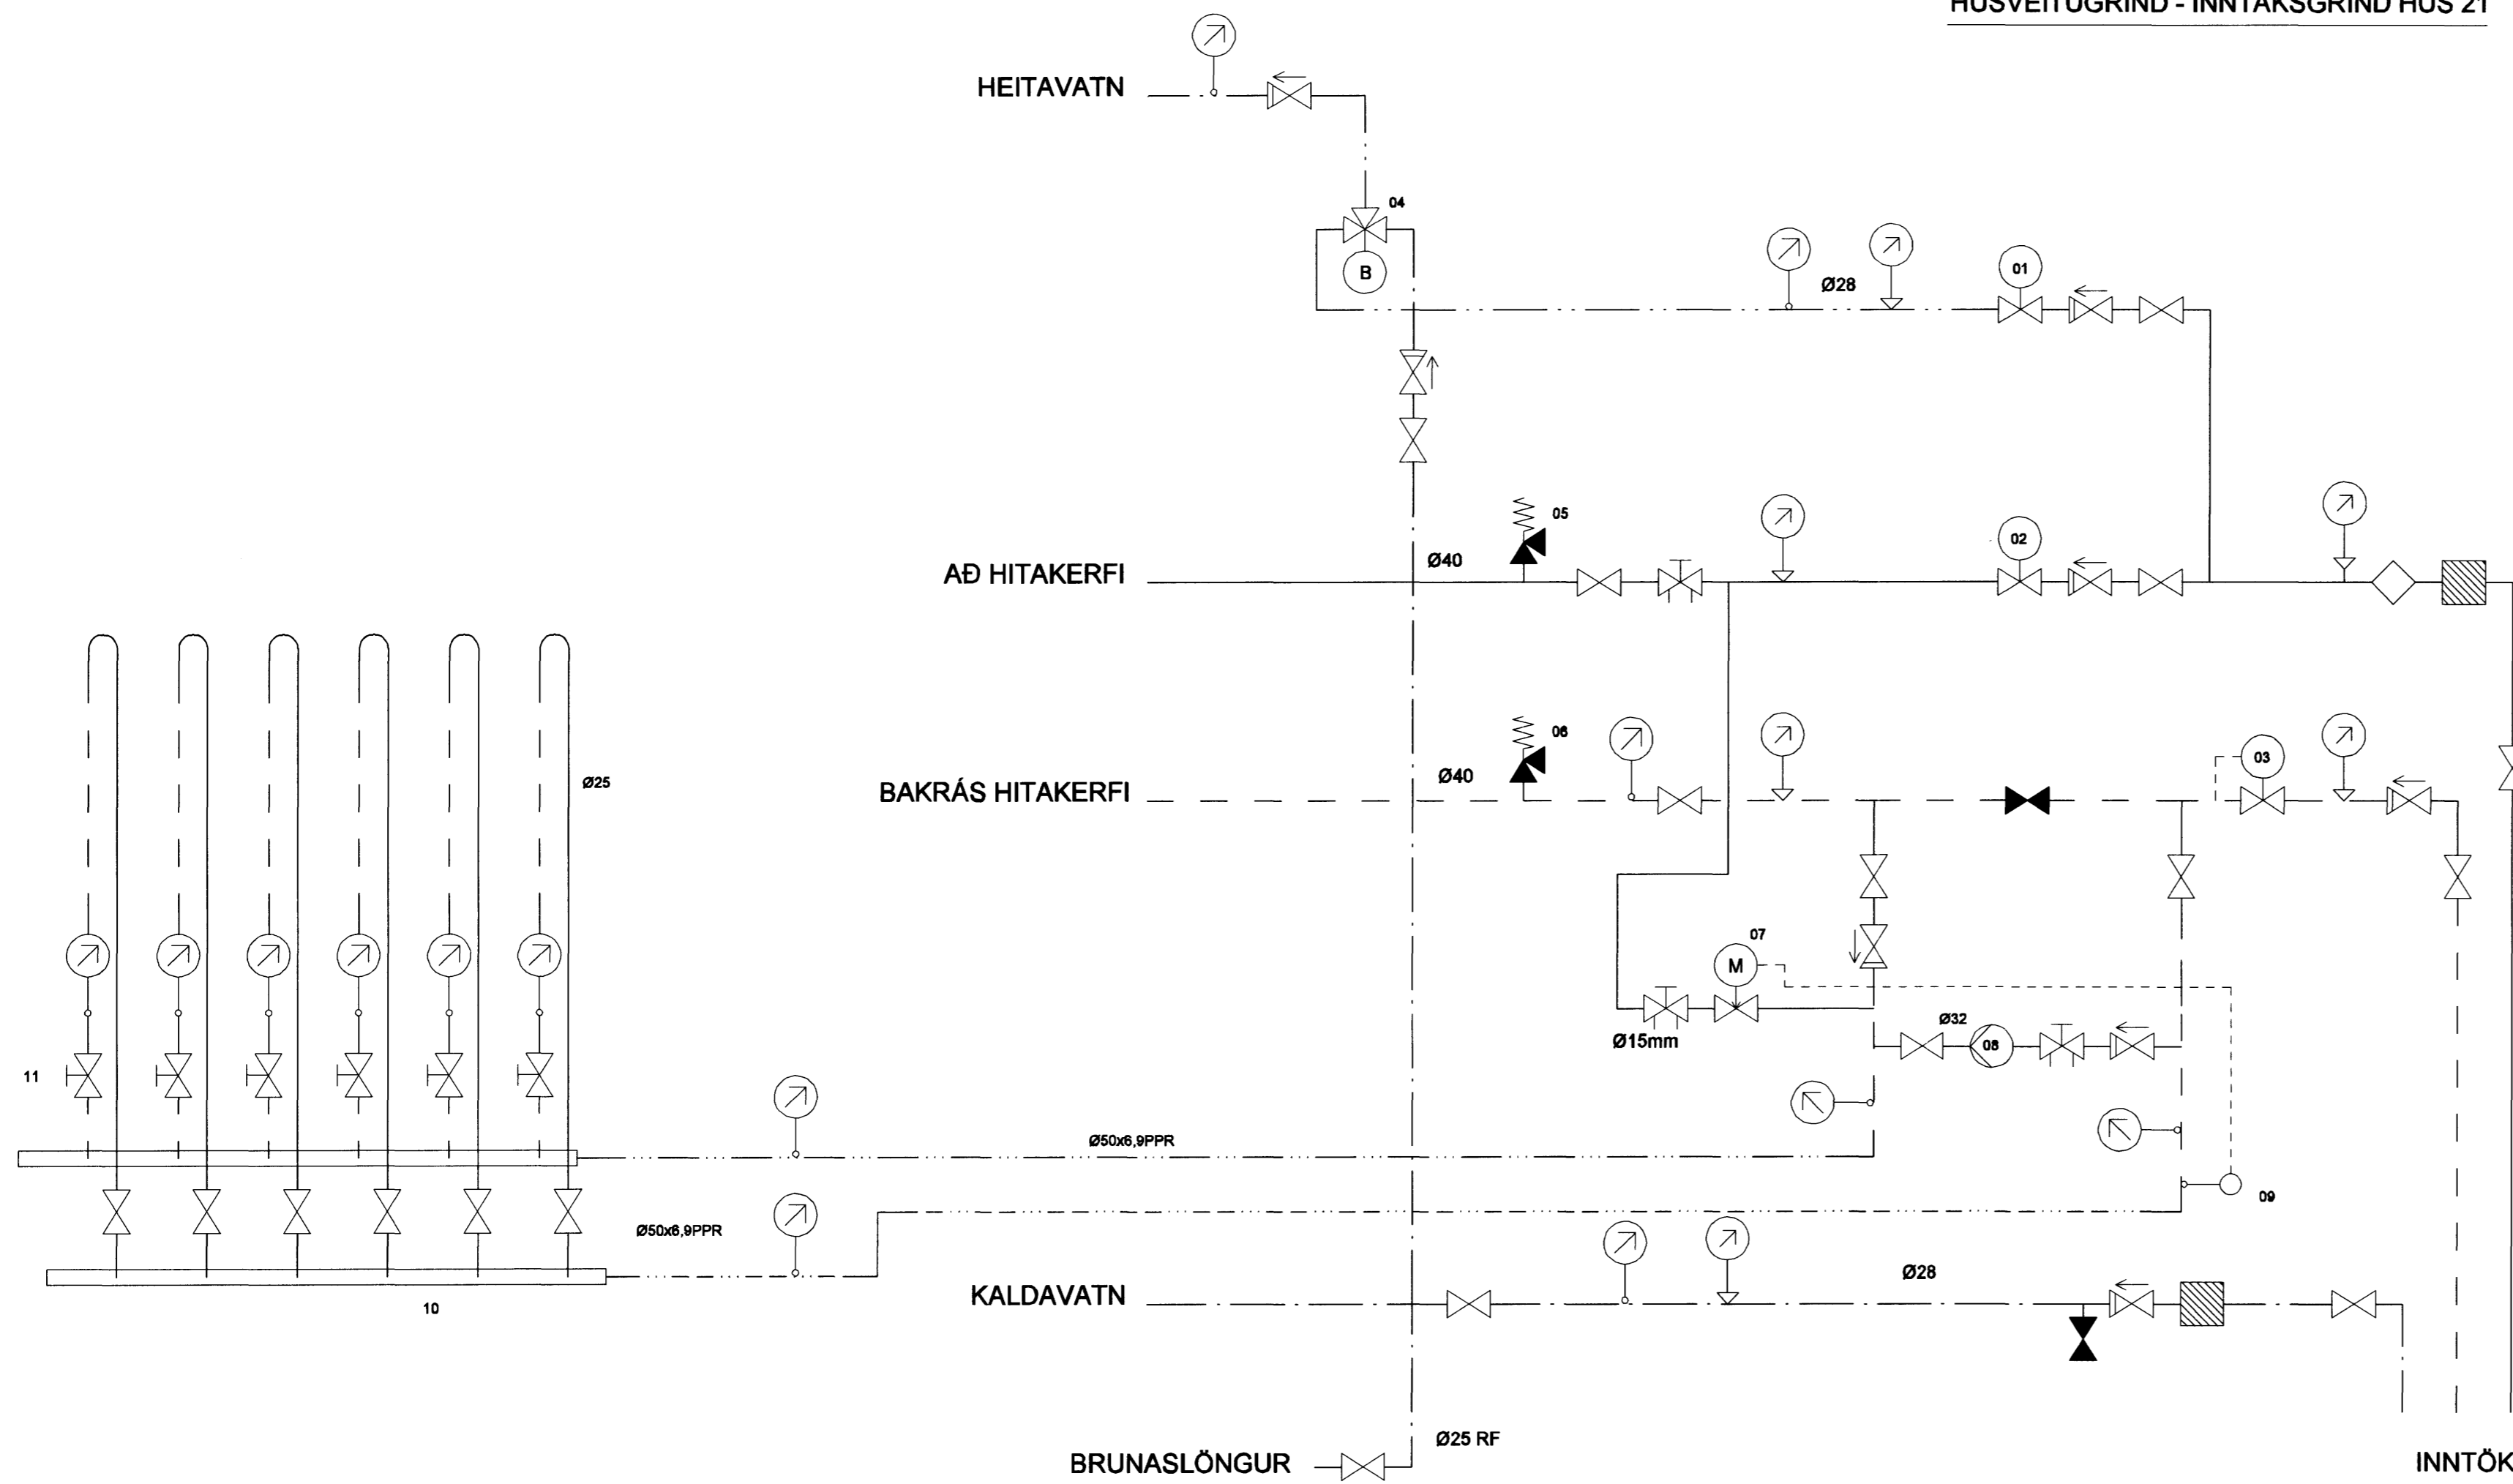 HÚSVEITUGRIND - INNTAKSGRIND HÚS 21
HEITAVATN
04
B
Ø28
01
05
Ø40
02
AÐ HITAKERFI
06
Ø40
03
Ø25
BAKRÁS HITAKERFI
07
M
Ø32
08
Ø15mm
11
Ø50x6,9PPR
09
Ø50x6,9PPR
Ø28
KALDAVATN
10
Ø25 RF
BRUNASLÖNGUR
INNTÖK